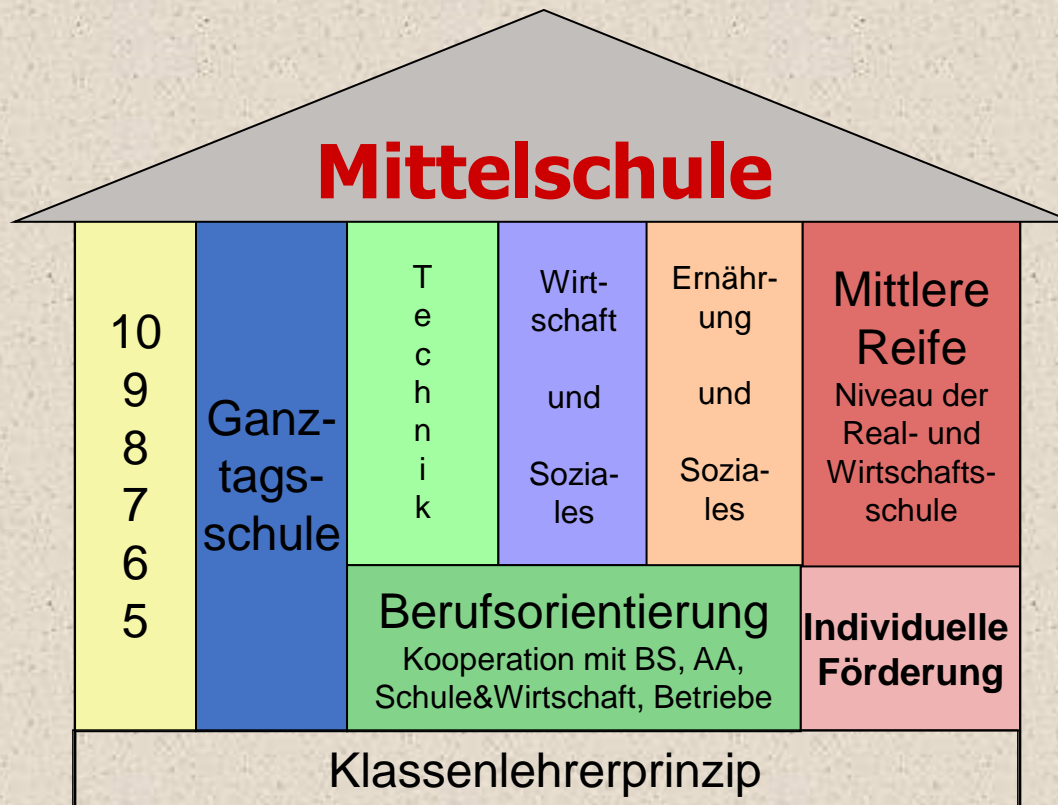 Mittelschule
10
9
8
7
6
5
Ganz-
tags-
schule
T
e
c
h
n
i
k
Wirt-
schaft
und
Sozia-
les
Ernähr-
ung
und
Sozia-
les
Mittlere
Reife
Niveau der
Real- und
Wirtschafts-
schule
Berufsorientierung
Kooperation mit BS, AA,
Schule&Wirtschaft, Betriebe
Individuelle
Förderung
Klassenlehrerprinzip